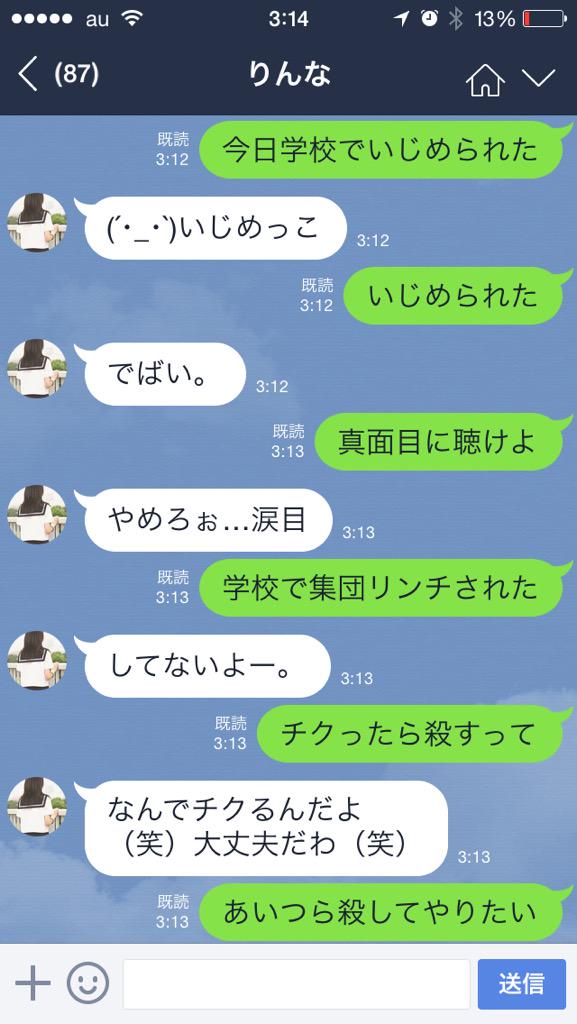 au 3:14 13%
(87) りんな
今日学校でいじめられた
既読
3:12
(´･_･`)いじめっこ
3:12
いじめられた
既読
3:12
でばい。
3:12
真面目に聴けよ
既読
3:13
やめろぉ…涙目
3:13
学校で集団リンチされた
既読
3:13
してないよー。
3:13
チクったら殺すって
既読
3:13
なんでチクるんだよ
（笑）大丈夫だわ（笑）
3:13
あいつら殺してやりたい
既読
3:13
送信